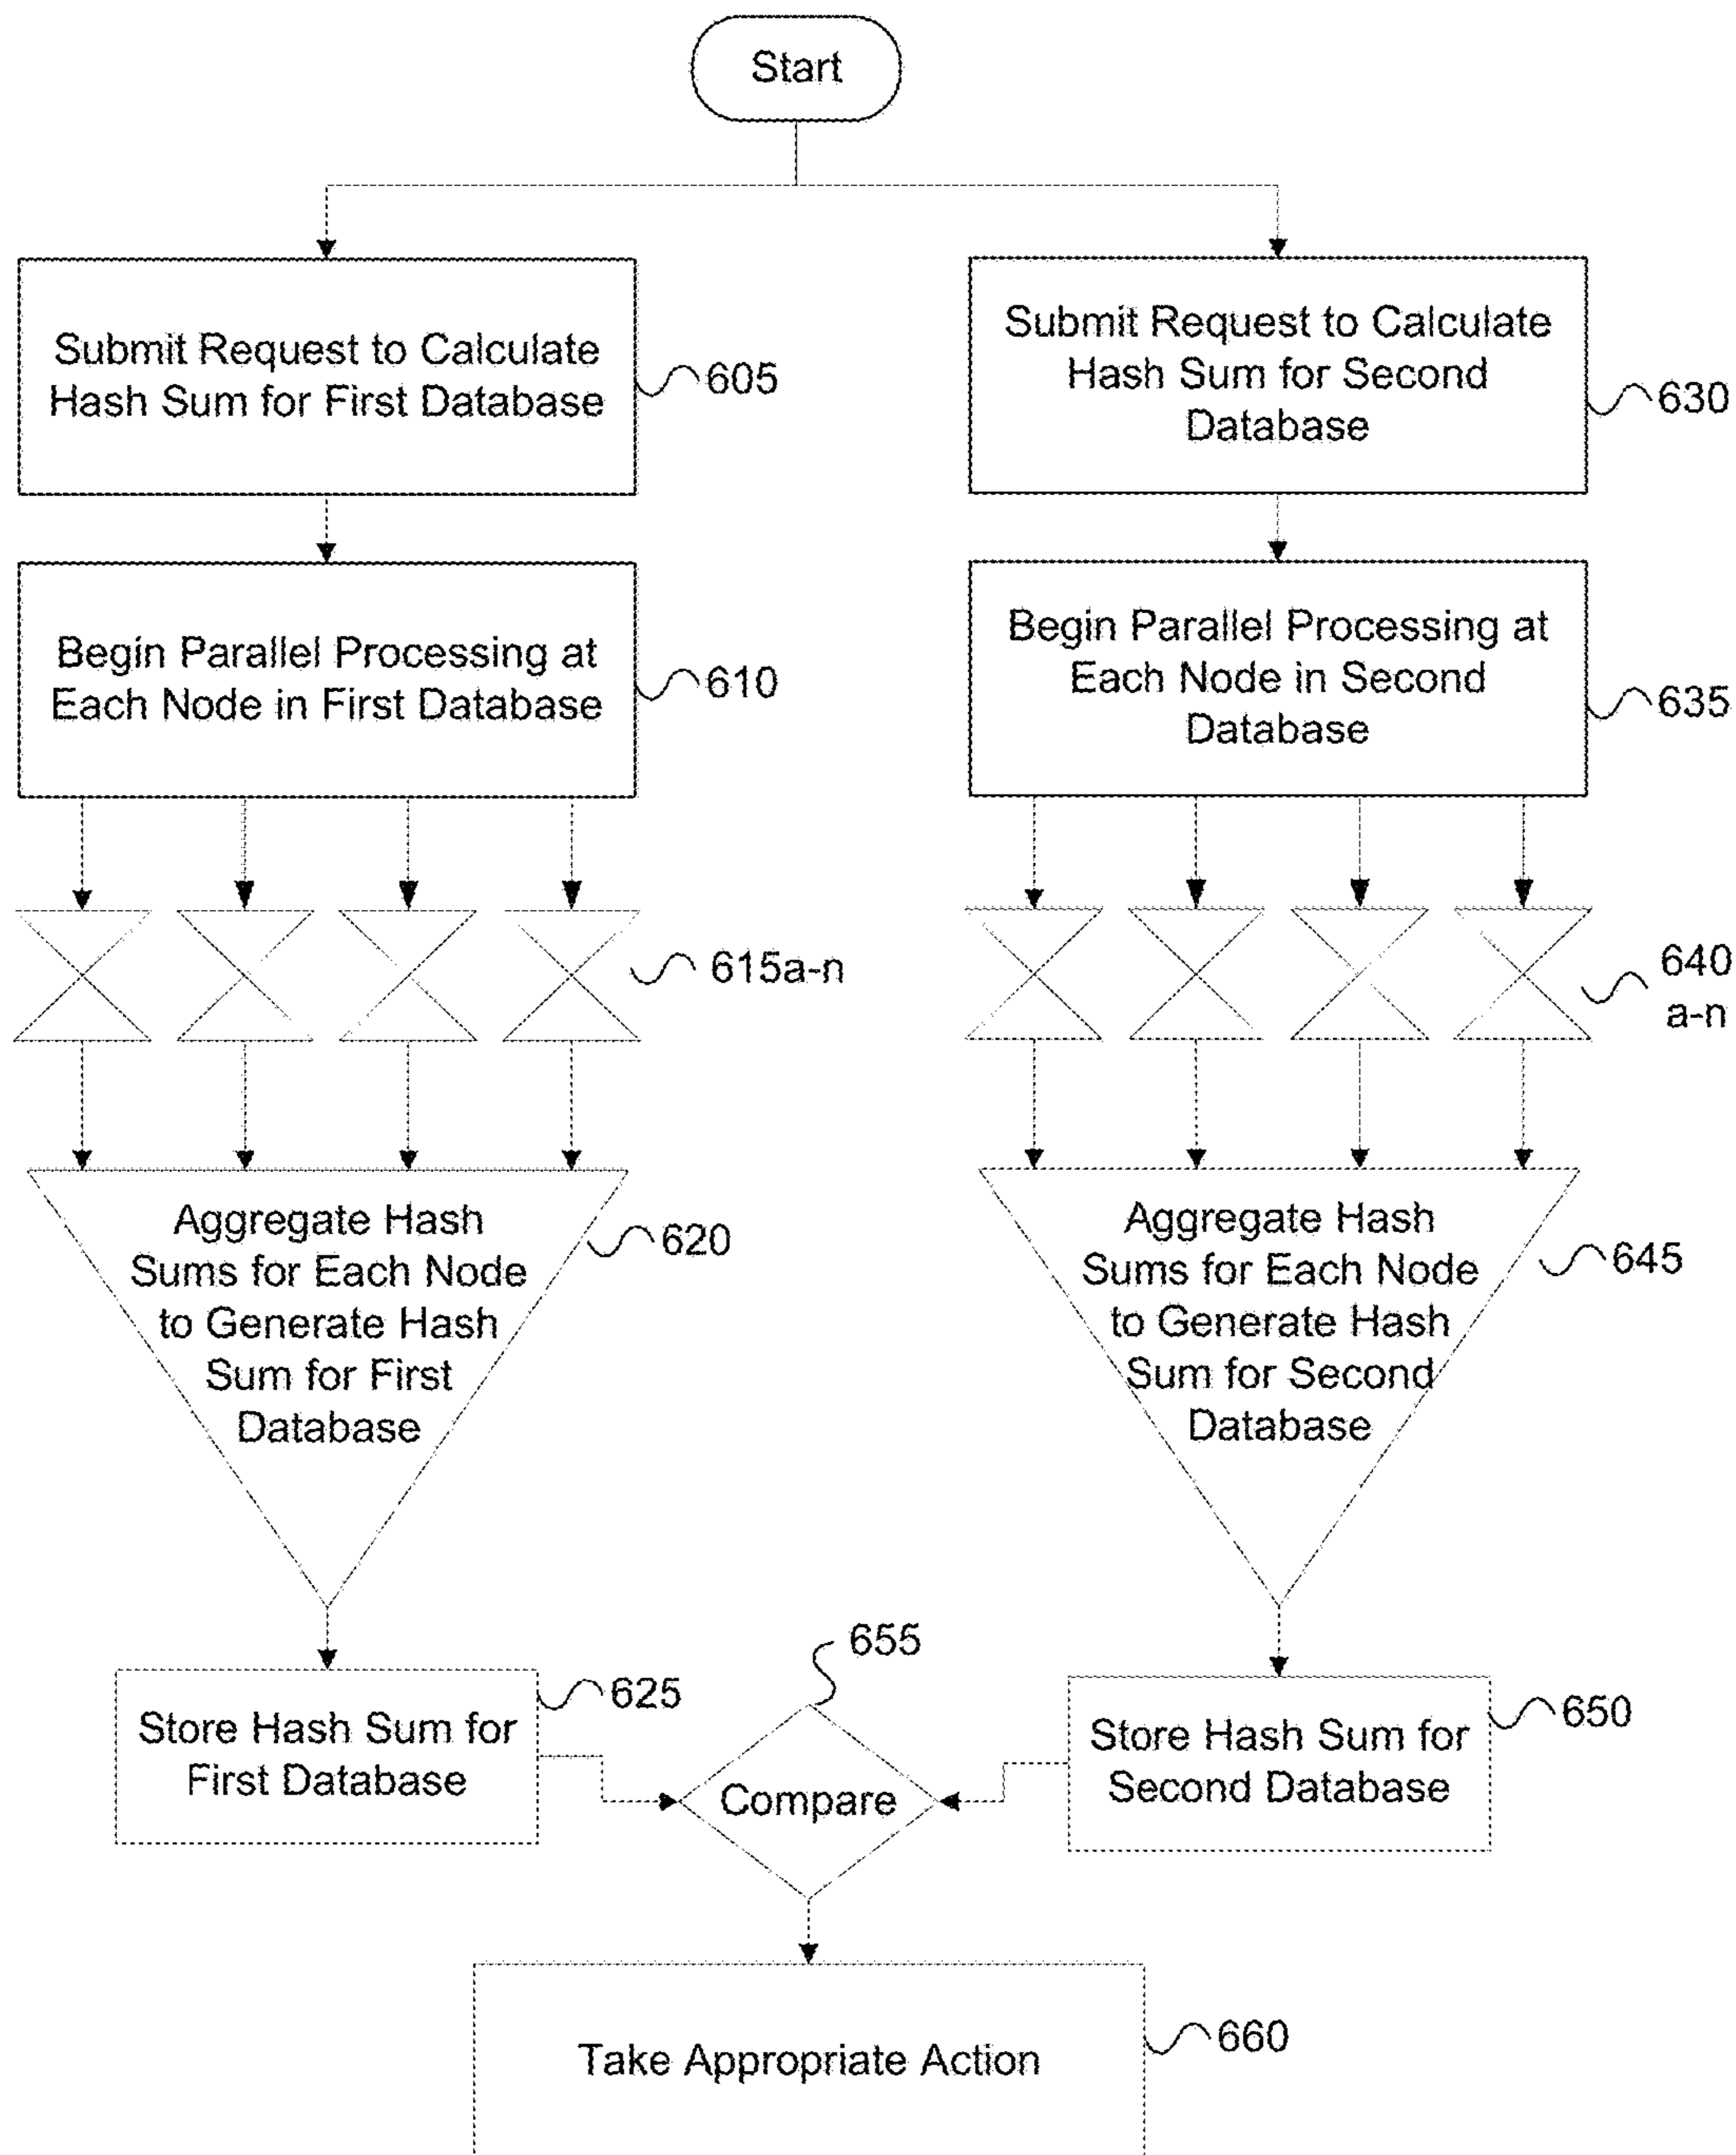 Start
Submit Request to Calculate
Hash Sum for First Database
605
Submit Request to Calculate
Hash Sum for Second
Database
630
Begin Parallel Processing at
Each Node in First Database
610
Begin Parallel Processing at
Each Node in Second
Database
635
615a-n
640
a-n
Aggregate Hash
Sums for Each Node
to Generate Hash
Sum for First
Database
620
Aggregate Hash
Sums for Each Node
to Generate Hash
Sum for Second
Database
645
Store Hash Sum for
First Database
625
655
Compare
Store Hash Sum for
Second Database
650
Take Appropriate Action
660